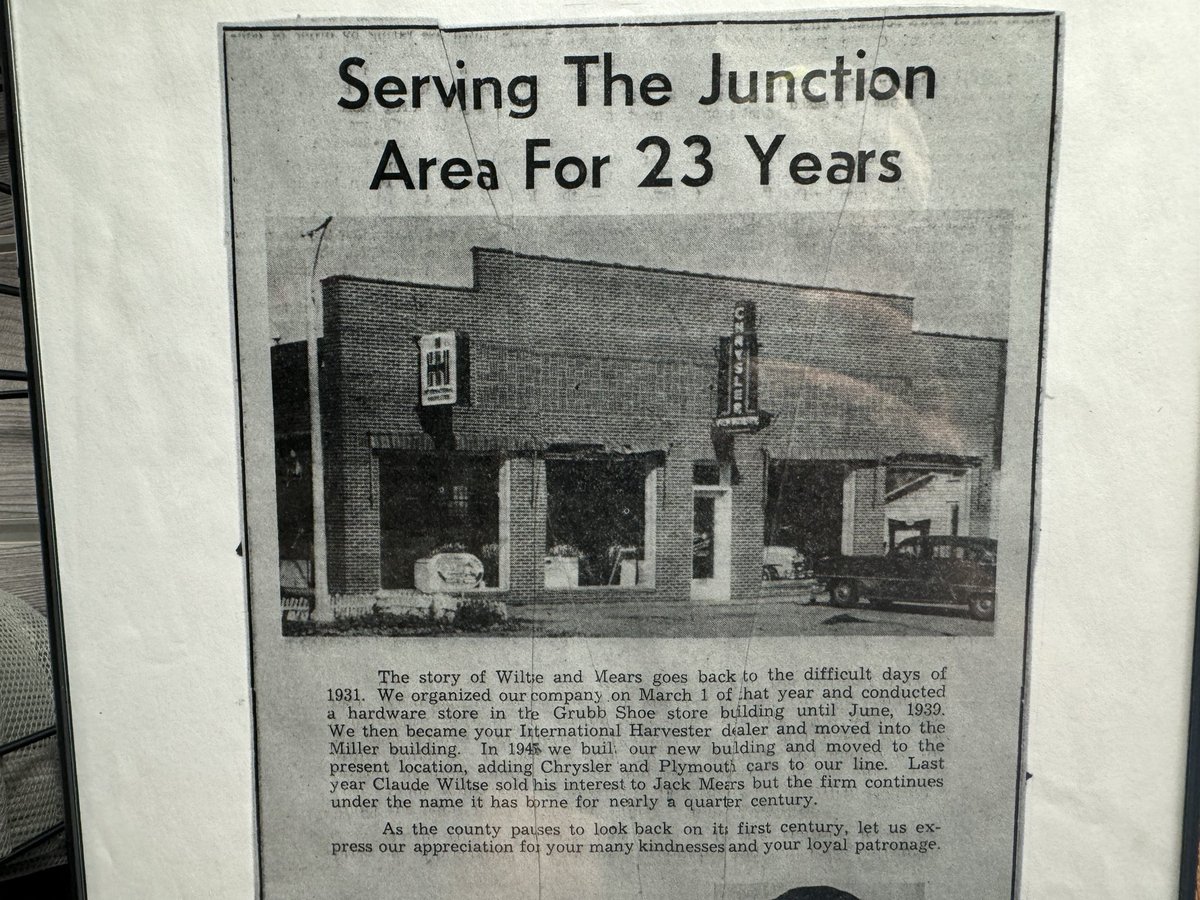 Serving The Junction
Area For 23 Years
CHRYSLER
The story of Wiltse and Mears goes back to the difficult days of
1931. We organized our company on March 1 of that year and conducted
a hardware store in the Grubb Shoe store building until June, 1939.
We then became your International Harvester dealer and moved into the
Miller building. In we built our new building and moved to the
present location, adding Chrysler and Plymouth cars to our line. Last
year Claude Wiltse sold his interest to Jack Mears but the firm continues
under the name it has borne for nearly a quarter century.
As the county pauses to look back on its first century, let us ex-
press our appreciation for your many kindnesses and your loyal patronage.